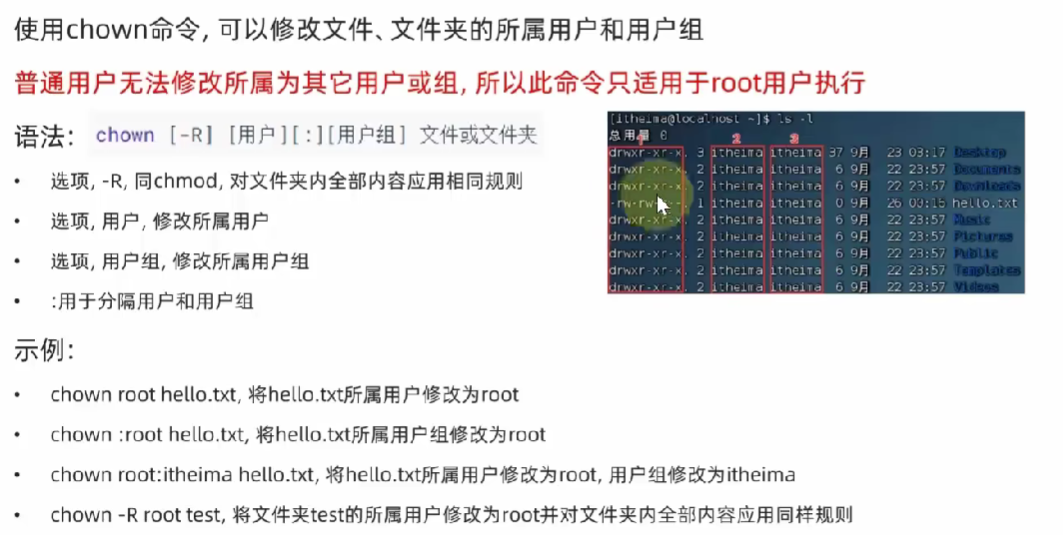 使用chown命令, 可以修改文件、文件夹的所属用户和用户组
普通用户无法修改所属为其它用户或组, 所以此命令只适用于root用户执行
语法: chown [-R] [用户][:][用户组] 文件或文件夹
• 选项, -R, 同chmod, 对文件夹内全部内容应用相同规则
• 选项, 用户, 修改所属用户
• 选项, 用户组, 修改所属用户组
• :用于分隔用户和用户组
[itheima@localhost ~]$ ls -l
总用量 0
1 2 3
drwxr-xr-x. 3 itheima itheima 37 9月 23 03:17 Desktop
drwxr-xr-x. 2 itheima itheima 6 9月 22 23:57 Documents
drwxr-xr-x. 2 itheima itheima 6 9月 22 23:57 Downloads
1 itheima itheima 0 9月 26 00:15 hello.txt
drwxr-xr-x. 2 itheima itheima 6 9月 22 23:57 Music
drwxr-xr-x. 2 itheima itheima 6 9月 22 23:57 Pictures
drwxr-xr-x. 2 itheima itheima 6 9月 22 23:57 Public
drwxr-xr-x. 2 itheima itheima 6 9月 22 23:57 Templates
drwxr-xr-x. 2 itheima itheima 6 9月 22 23:57 Videos
示例:
• chown root hello.txt, 将hello.txt所属用户修改为root
• chown :root hello.txt, 将hello.txt所属用户组修改为root
• chown root:itheima hello.txt, 将hello.txt所属用户修改为root, 用户组修改为itheima
• chown -R root test, 将文件夹test的所属用户修改为root并对文件夹内全部内容应用同样规则